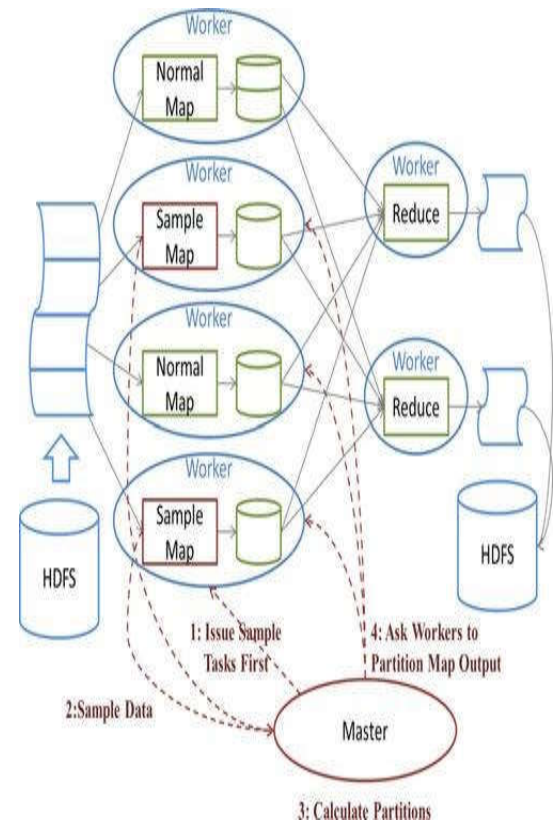 Worker
Normal
Map
Worker
Sample
Map
Worker
Normal
Map
Worker
Sample
Map
Worker
Reduce
Worker
Reduce
HDFS
HDFS
1: Issue Sample
Tasks First
4: Ask Workers to
Partition Map Output
2:Sample Data
Master
3: Calculate Partitions